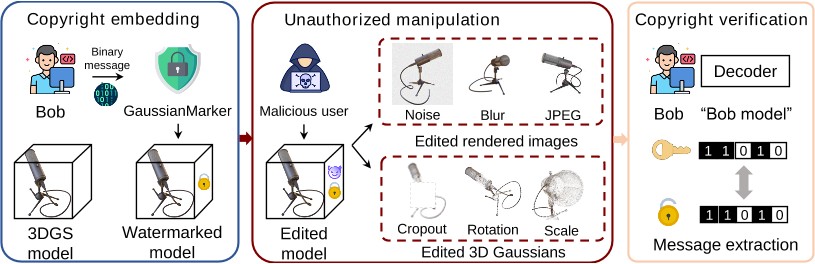 Copyright embedding
Binary
message
Bob
GaussianMarker
3DGS
model
Watermarked
model
Unauthorized manipulation
Malicious user
Edited
model
Noise
Blur
JPEG
Edited rendered images
Cropout
Rotation
Scale
Edited 3D Gaussians
Copyright verification
Decoder
Bob
“Bob model”
1 1 0 1 0
1 1 0 1 0
Message extraction